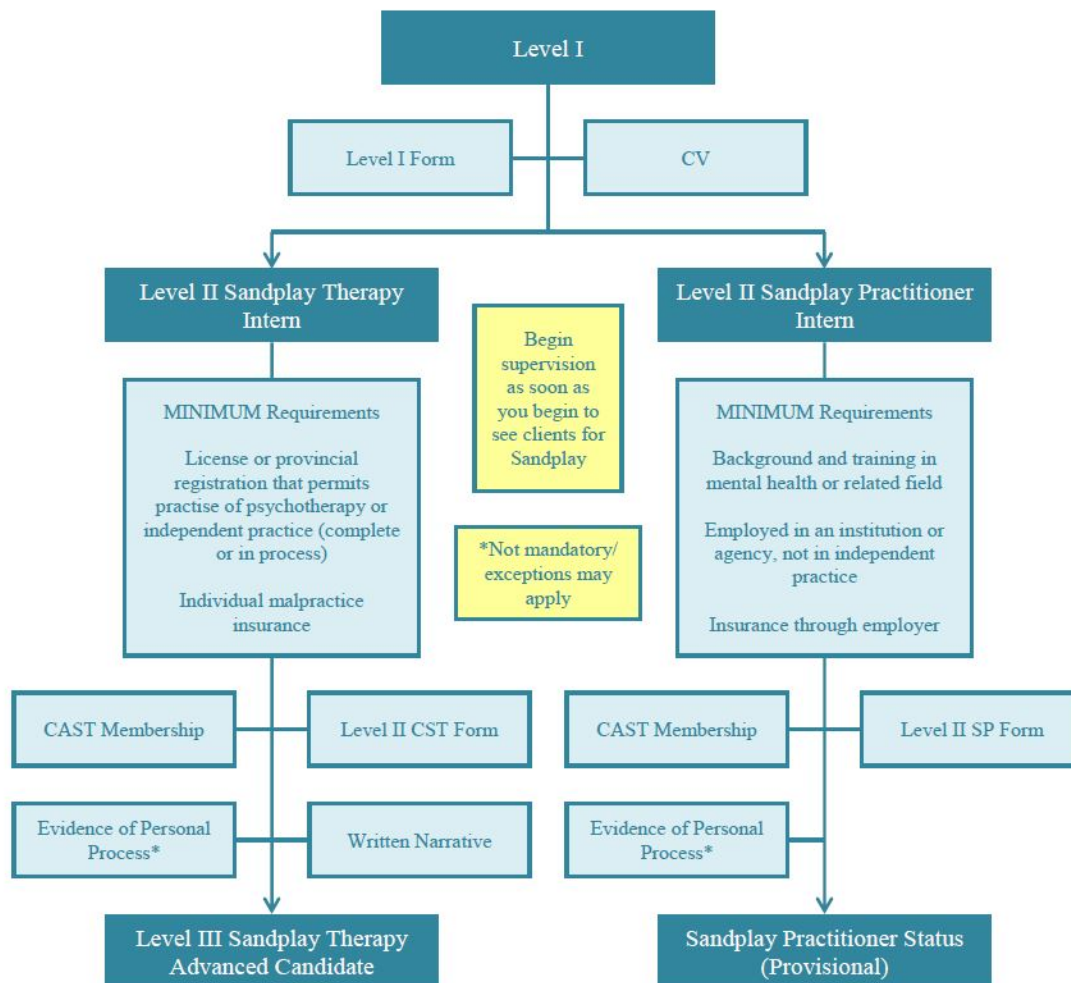 Level I
Level I Form
CV
Level II Sandplay Therapy
Intern
Level II Sandplay Practitioner
Intern
Begin
supervision
as soon as
you begin to
see clients for
Sandplay
MINIMUM Requirements
License or provincial
registration that permits
practise of psychotherapy or
independent practice (complete
or in process)
Individual malpractice
insurance
*Not mandatory/
exceptions may
apply
MINIMUM Requirements
Background and training in
mental health or related field
Employed in an institution or
agency, not in independent
practice
Insurance through employer
CAST Membership
Level II CST Form
CAST Membership
Level II SP Form
Evidence of Personal
Process*
Written Narrative
Evidence of Personal
Process*
Level III Sandplay Therapy
Advanced Candidate
Sandplay Practitioner Status
(Provisional)